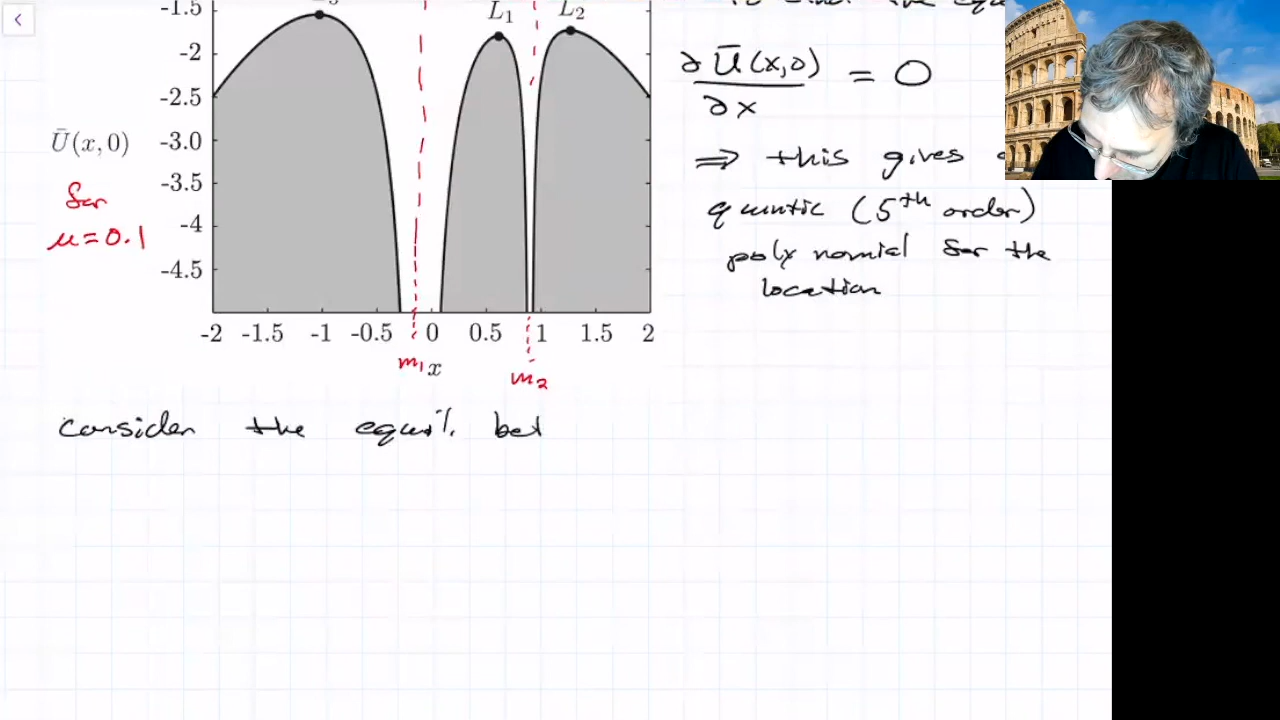 -1.5
-2
-2.5
-3.0
-3.5
-4
-4.5
Ū(x, 0)
for
μ=0.1
L₁
L₂
-2 -1.5 -1 -0.5 0 0.5 1 1.5 2
m₁ x
m₂
∂Ū(x,0)
∂x
= 0
⇒ this gives
quintic (5th order)
polynomial for the
location
consider the equil. bet